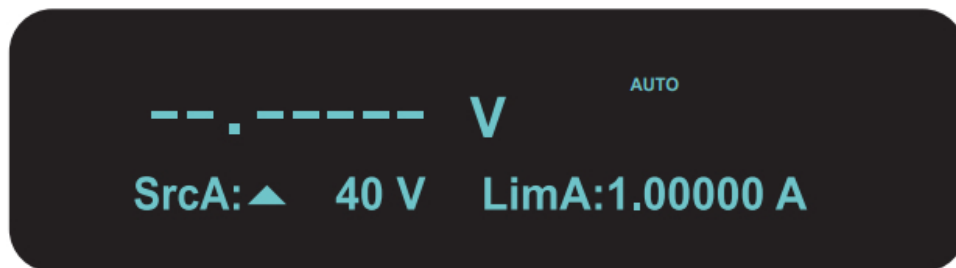 AUTO
--.----- V
SrcA:▲ 40 V LimA:1.00000 A